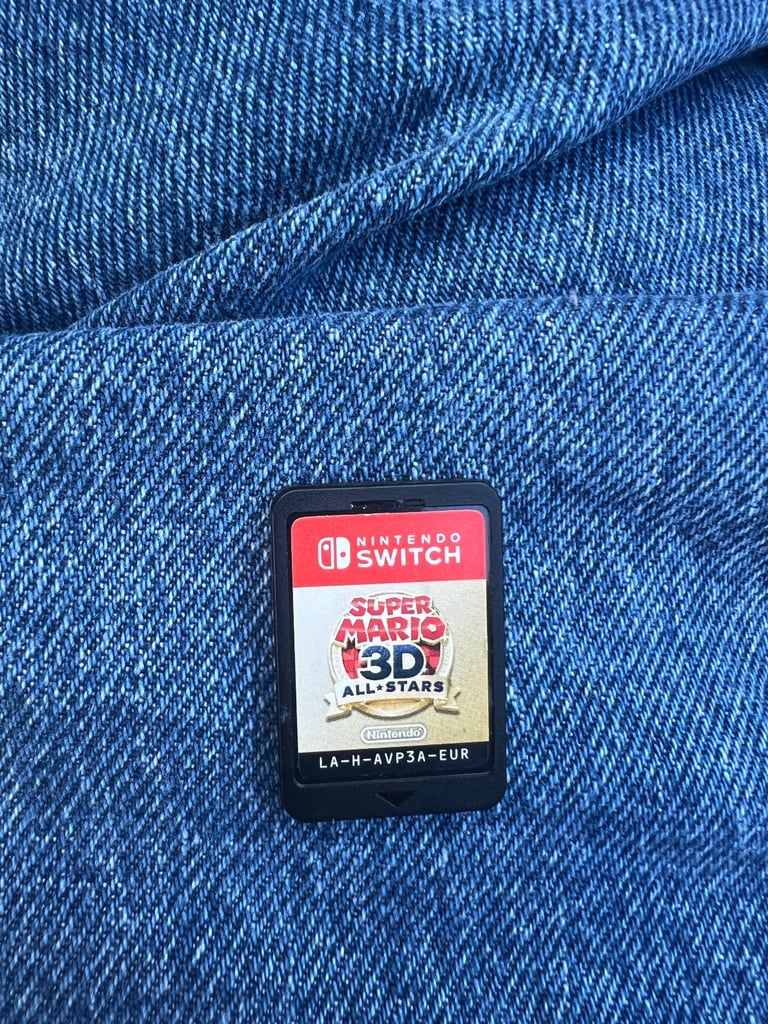 NINTENDO
SWITCH
SUPER
MARIO
3D
ALL★STARS
Nintendo
LA-H-AVP3A-EUR